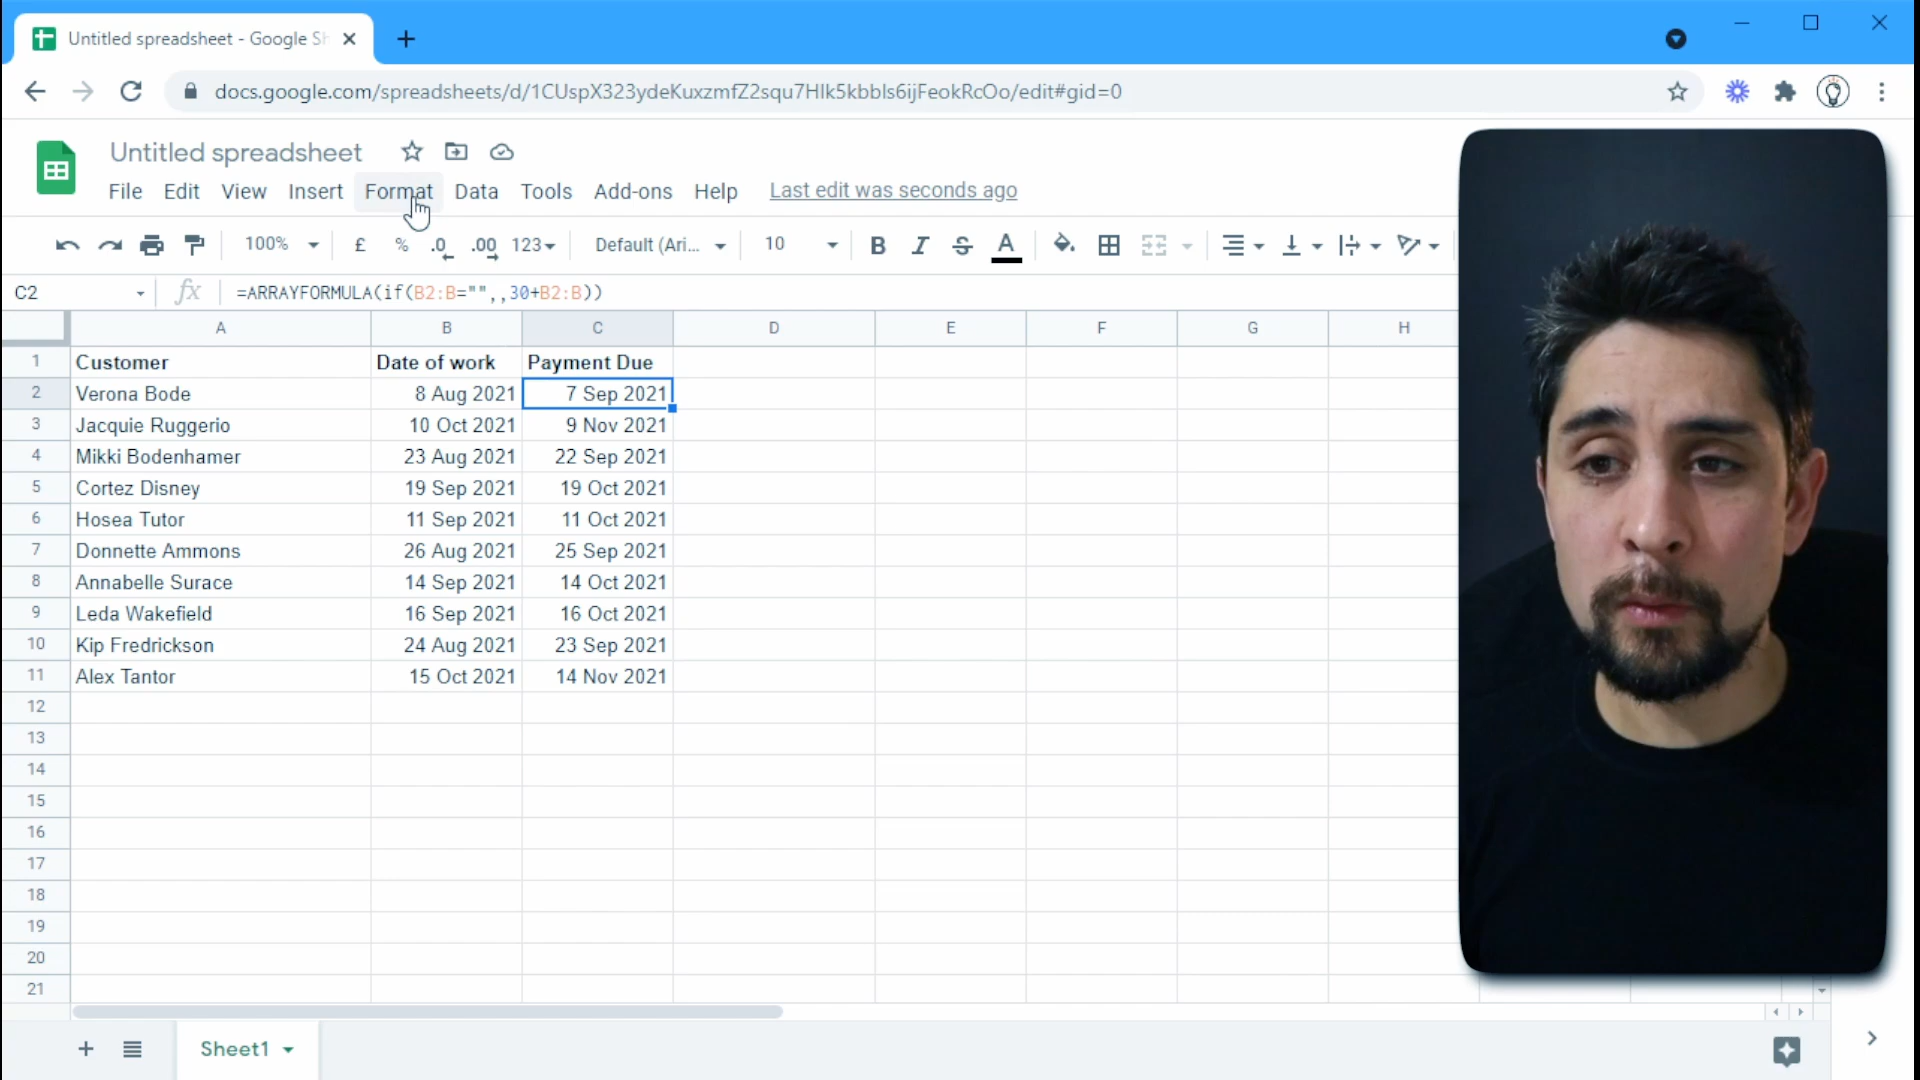 Untitled spreadsheet - Google Sh
docs.google.com/spreadsheets/d/1CUspX323ydeKuxzmfZ2squ7HIk5kbbls6ijFeokRcOo/edit#gid=0
Untitled spreadsheet
File Edit View Insert Format Data Tools Add-ons Help Last edit was seconds ago
100% £ % .0 .00 123 Default (Ari... 10 B I S A
C2 fx =ARRAYFORMULA(if(B2:B="",,30+B2:B))
A B C D E F G H
1 Customer Date of work Payment Due
2 Verona Bode 8 Aug 2021 7 Sep 2021
3 Jacquie Ruggerio 10 Oct 2021 9 Nov 2021
4 Mikki Bodenhamer 23 Aug 2021 22 Sep 2021
5 Cortez Disney 19 Sep 2021 19 Oct 2021
6 Hosea Tutor 11 Sep 2021 11 Oct 2021
7 Donnette Ammons 26 Aug 2021 25 Sep 2021
8 Annabelle Surace 14 Sep 2021 14 Oct 2021
9 Leda Wakefield 16 Sep 2021 16 Oct 2021
10 Kip Fredrickson 24 Aug 2021 23 Sep 2021
11 Alex Tantor 15 Oct 2021 14 Nov 2021
12
13
14
15
16
17
18
19
20
21
Sheet1